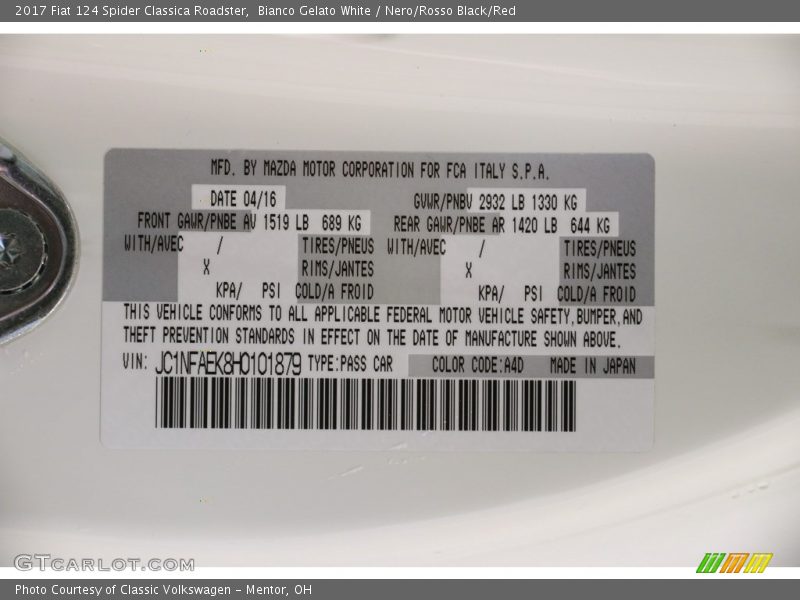 2017 Fiat 124 Spider Classica Roadster,  Bianco Gelato White / Nero/Rosso Black/Red
MFD. BY MAZDA MOTOR CORPORATION FOR FCA ITALY S.P.A.
DATE 04/16 GVWR/PNBV 2932 LB 1330 KG
FRONT GAWR/PNBE AV 1519 LB 689 KG REAR GAWR/PNBE AR 1420 LB 644 KG
WITH/AVEC / TIRES/PNEUS WITH/AVEC / TIRES/PNEUS
X RIMS/JANTES X RIMS/JANTES
KPA/ PSI COLD/A FROID KPA/ PSI COLD/A FROID
THIS VEHICLE CONFORMS TO ALL APPLICABLE FEDERAL MOTOR VEHICLE SAFETY,BUMPER,AND
THEFT PREVENTION STANDARDS IN EFFECT ON THE DATE OF MANUFACTURE SHOWN ABOVE.
VIN: JC1NFAEK8H0101879 TYPE:PASS CAR COLOR CODE:A4D MADE IN JAPAN
GTCARLOT.COM
Photo Courtesy of Classic Volkswagen - Mentor, OH